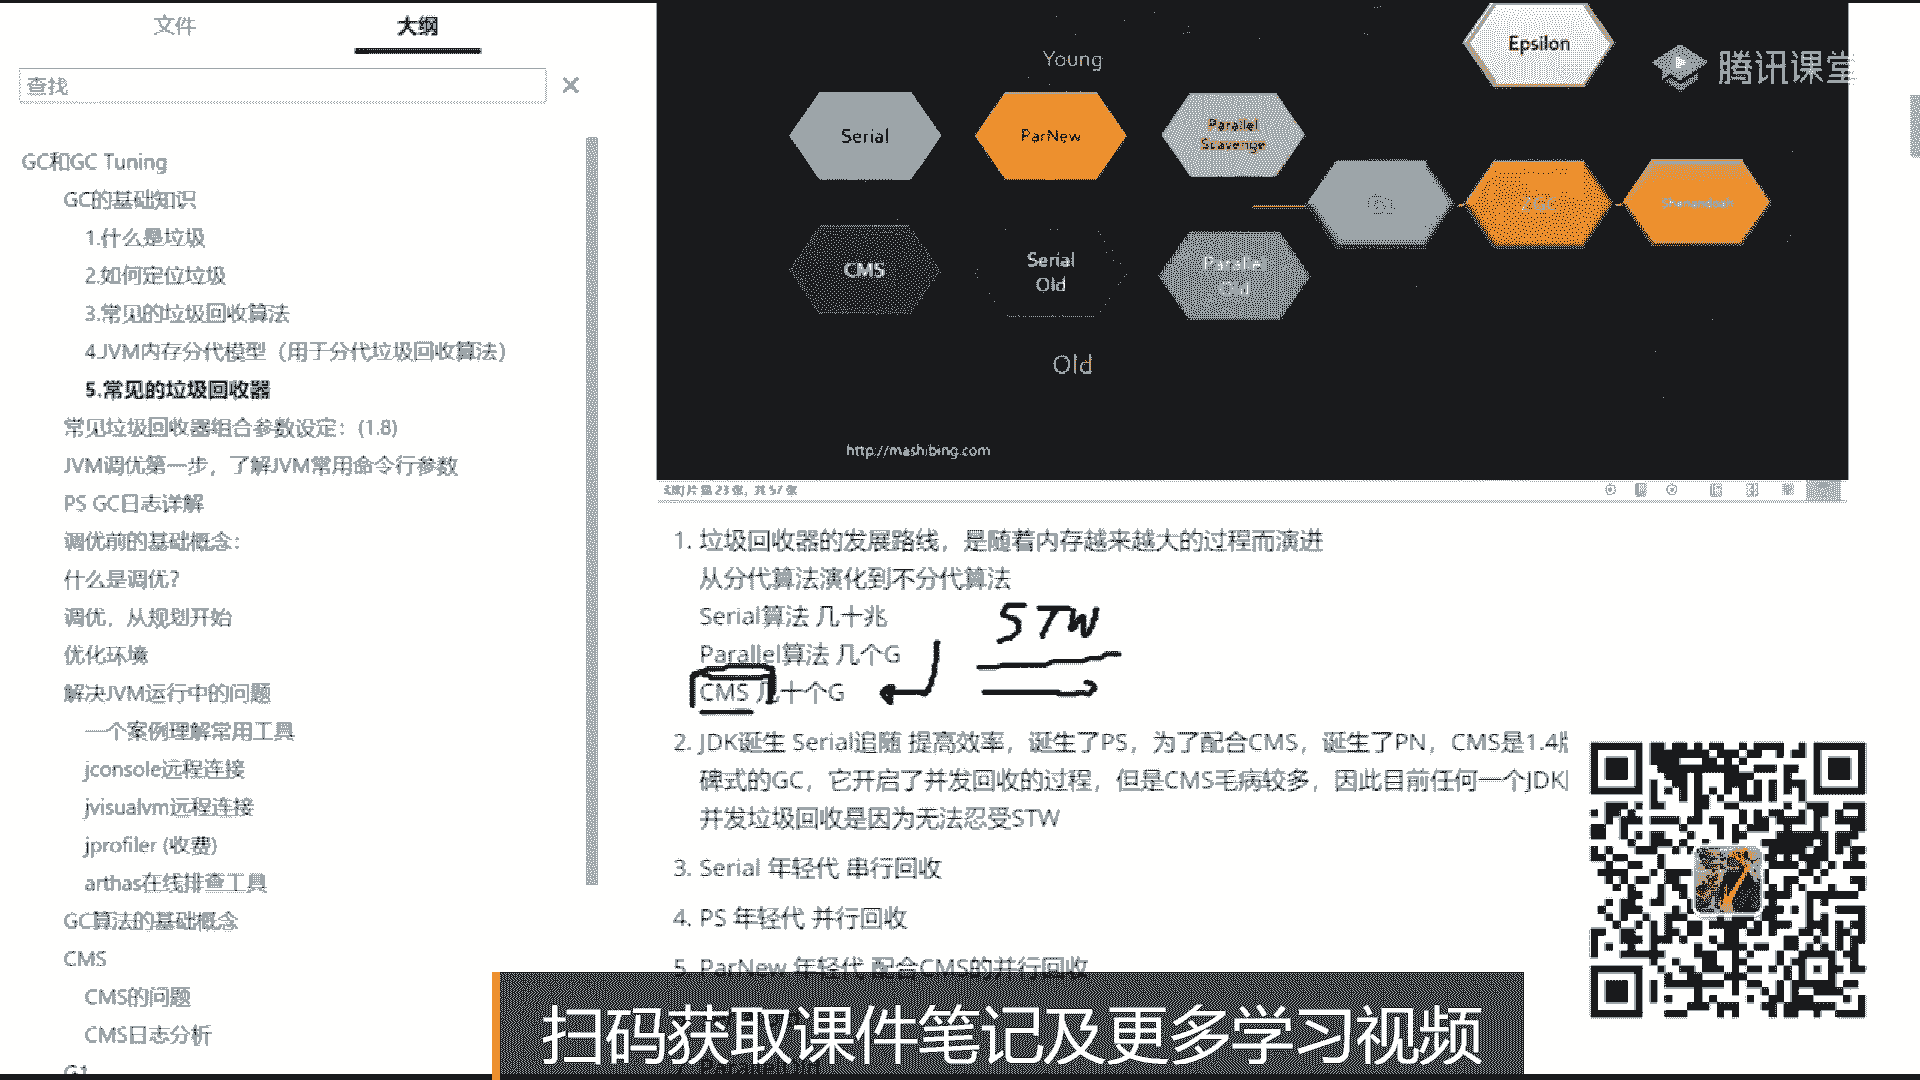 文件
大纲
查找
GC和GC Tuning
GC的基础知识
1.什么是垃圾
2.如何定位垃圾
3.常见的垃圾回收算法
4.JVM内存分代模型（用于分代垃圾回收算法）
5.常见的垃圾回收器
常见垃圾回收器组合参数设定：(1.8)
JVM调优第一步，了解JVM常用命令行参数
PS GC日志详解
调优前的基础概念：
什么是调优？
调优，从规划开始
优化环境
解决JVM运行中的问题
一个案例理解常用工具
jconsole远程连接
jvisualvm远程连接
jprofiler (收费)
arthas在线排查工具
GC算法的基础概念
CMS
CMS的问题
CMS日志分析
G1
Young
Epsilon
腾讯课堂
Serial
ParNew
Parallel
Scavenge
G1
ZGC
Shenandoah
CMS
Serial
Old
Parallel
Old
Old
http://mashibing.com
幻灯片 第 23 张，共 57 张
1. 垃圾回收器的发展路线，是随着内存越来越大的过程而演进
从分代算法演化到不分代算法
Serial算法 几十兆
Parallel算法 几个G
CMS 几十个G
STW
2. JDK诞生 Serial追随 提高效率，诞生了PS，为了配合CMS，诞生了PN，CMS是1.4
碑式的GC，它开启了并发回收的过程，但是CMS毛病较多，因此目前任何一个JDK
并发垃圾回收是因为无法忍受STW
3. Serial 年轻代 串行回收
4. PS 年轻代 并行回收
5. ParNew 年轻代 配合CMS的并行回收
扫码获取课件笔记及更多学习视频